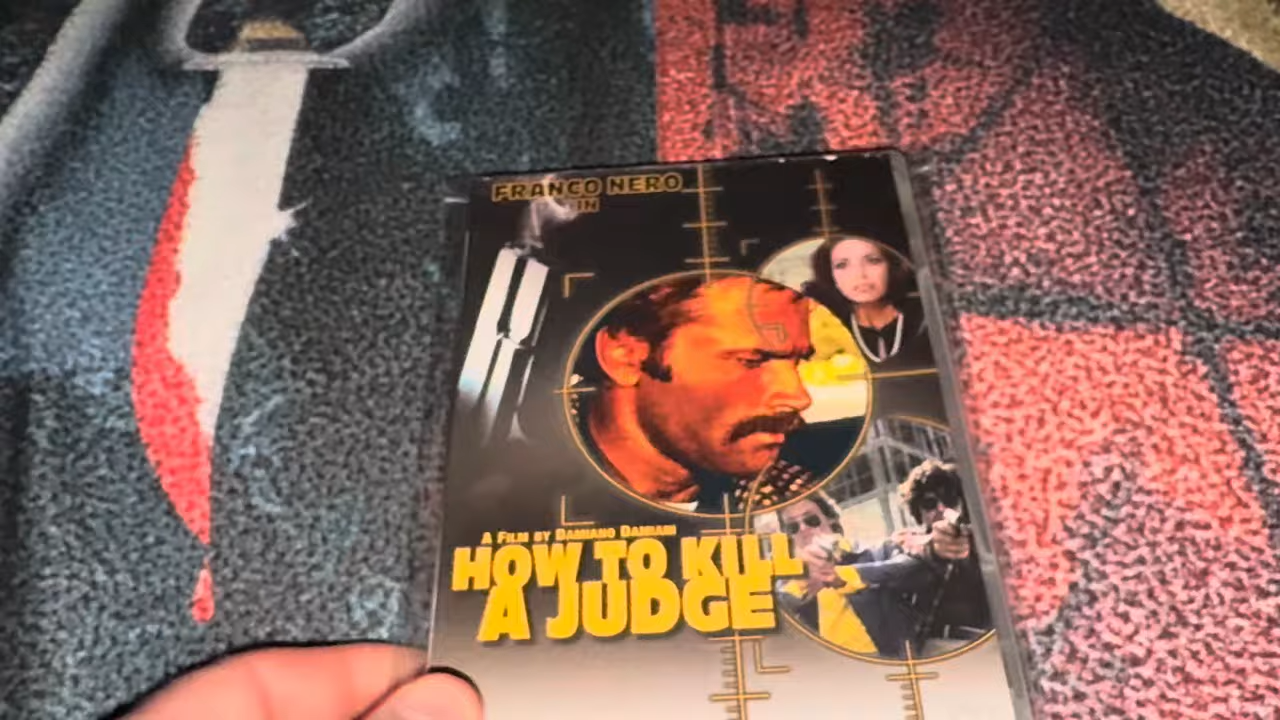 FRANCO NERO
IN
A FILM BY DAMIANO DAMIANI
HOW TO KILL
A JUDGE